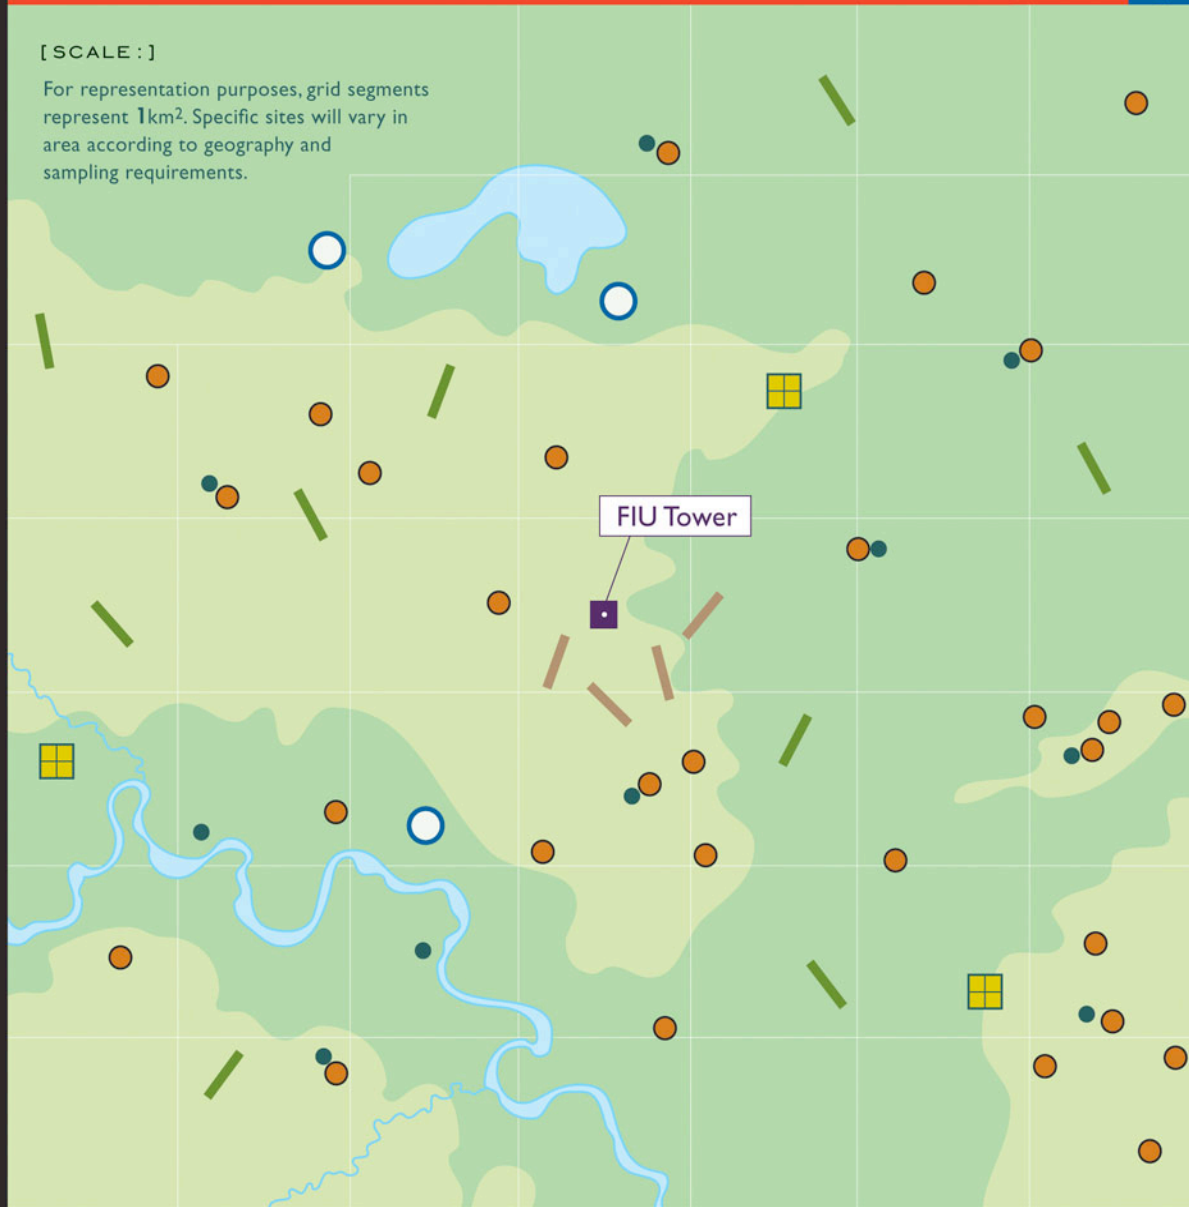 [SCALE:]
For representation purposes, grid segments
represent 1km². Specific sites will vary in
area according to geography and
sampling requirements.
FIU Tower